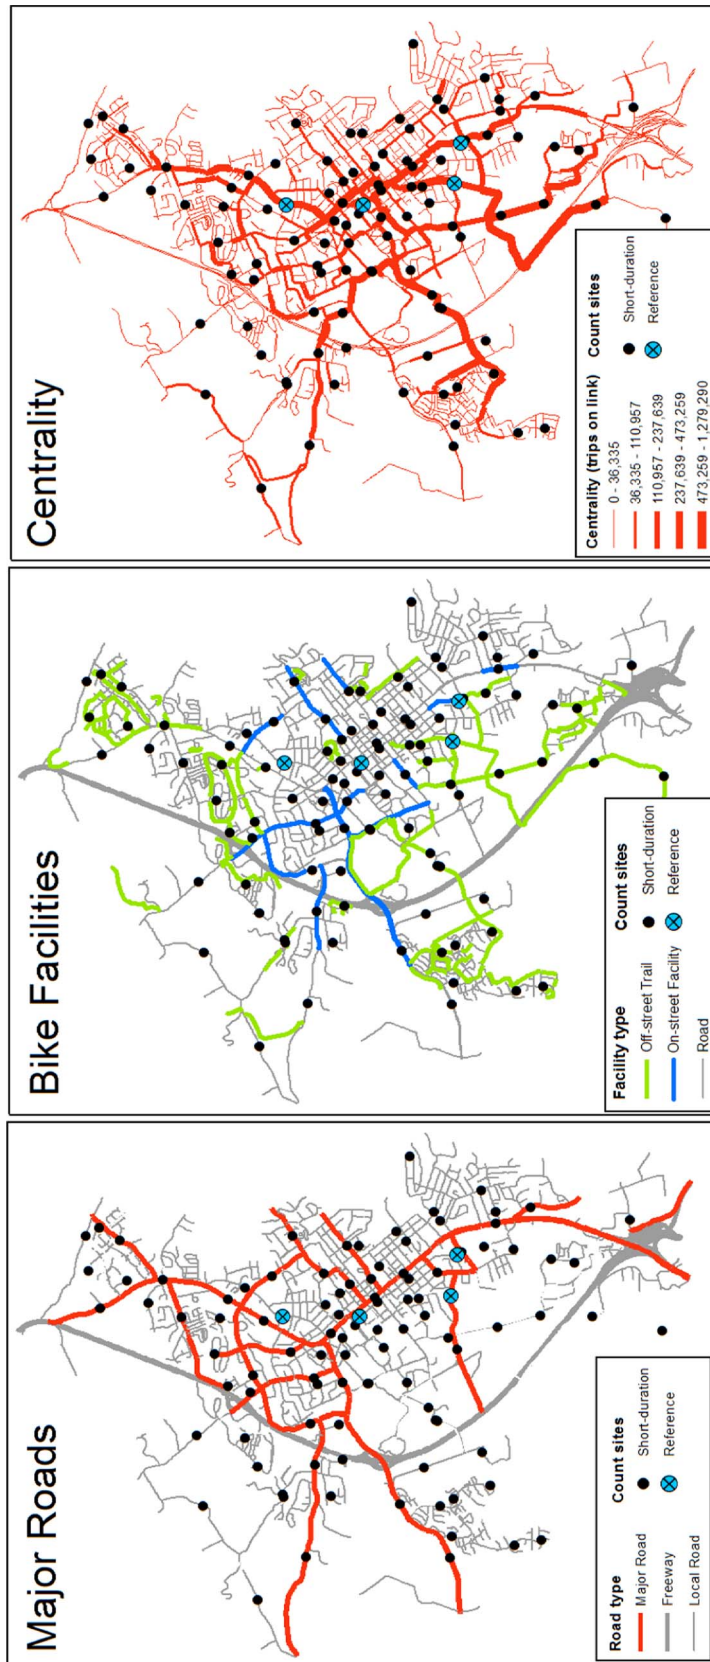 Major Roads
Road type
Major Road
Freeway
Local Road
Count sites
Short-duration
Reference
Bike Facilities
Facility type
Off-street Trail
On-street Facility
Road
Count sites
Short-duration
Reference
Centrality
Centrality (trips on link)
0 - 36,335
36,335 - 110,957
110,957 - 237,639
237,639 - 473,259
473,259 - 1,279,290
Count sites
Short-duration
Reference